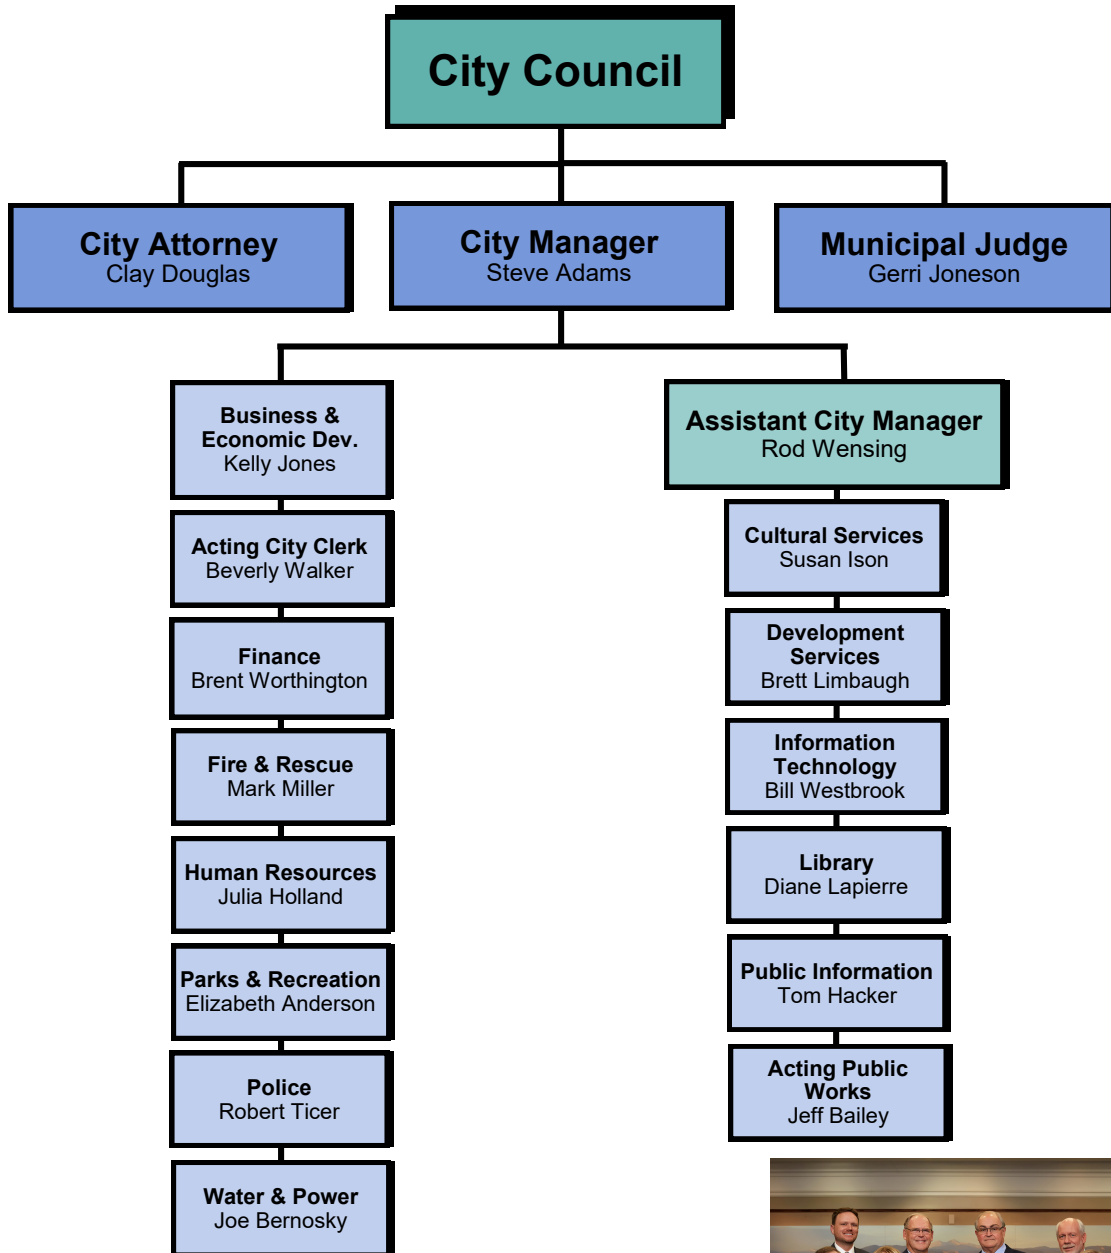 City Council
City Attorney
Clay Douglas
City Manager
Steve Adams
Municipal Judge
Gerri Joneson
Business &
Economic Dev.
Kelly Jones
Acting City Clerk
Beverly Walker
Finance
Brent Worthington
Fire & Rescue
Mark Miller
Human Resources
Julia Holland
Parks & Recreation
Elizabeth Anderson
Police
Robert Ticer
Water & Power
Joe Bernosky
Assistant City Manager
Rod Wensing
Cultural Services
Susan Ison
Development
Services
Brett Limbaugh
Information
Technology
Bill Westbrook
Library
Diane Lapierre
Public Information
Tom Hacker
Acting Public
Works
Jeff Bailey